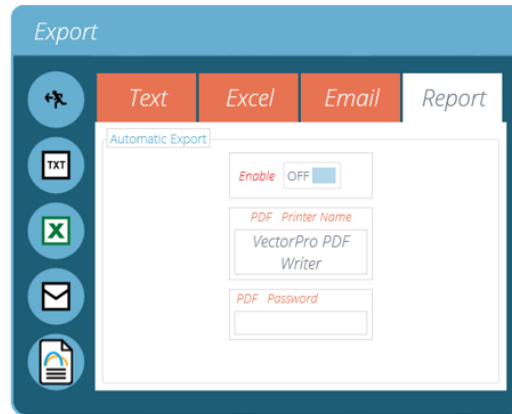 Export
Text Excel Email Report
TXT
X
Automatic Export
Enable OFF
PDF Printer Name
VectorPro PDF
Writer
PDF Password